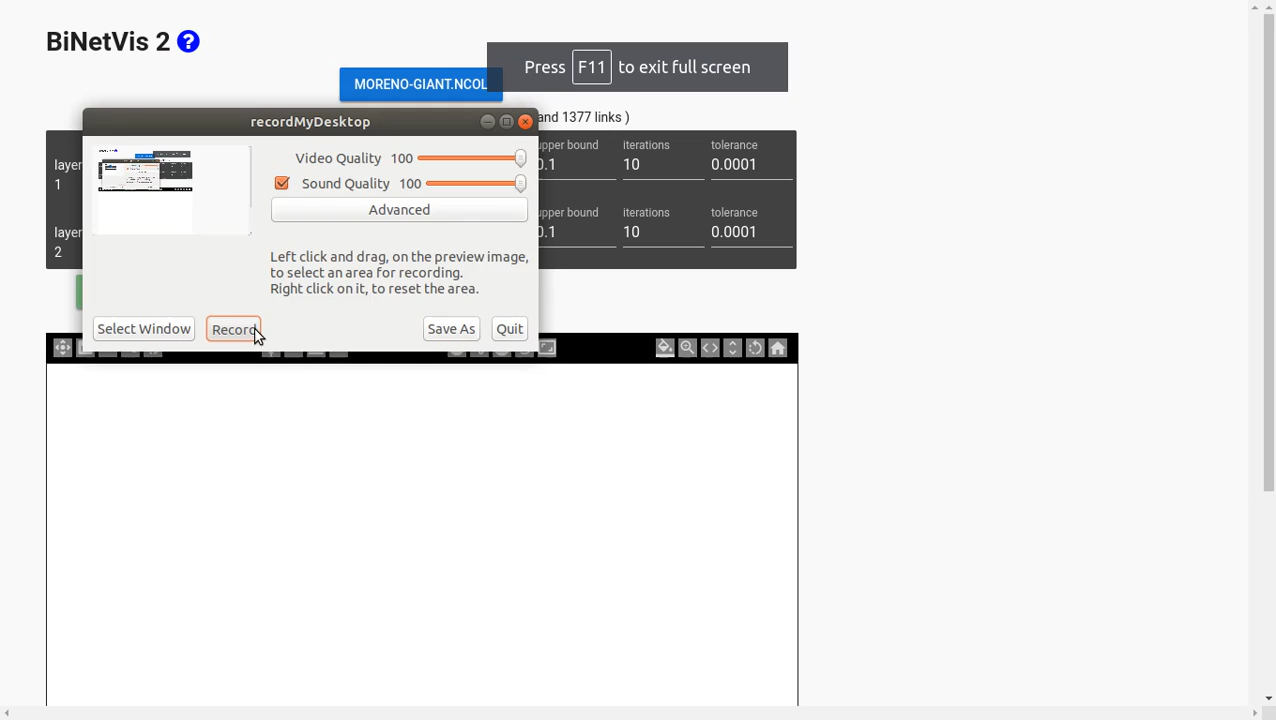 BiNetVis 2 ?
Press F11 to exit full screen
MORENO-GIANT.NCOL
and 1377 links )
recordMyDesktop
layer
1
upper bound
0.1
iterations
10
tolerance
0.0001
layer
2
upper bound
0.1
iterations
10
tolerance
0.0001
Video Quality 100
Sound Quality 100
Advanced
Left click and drag, on the preview image,
to select an area for recording.
Right click on it, to reset the area.
Select Window
Record
Save As
Quit